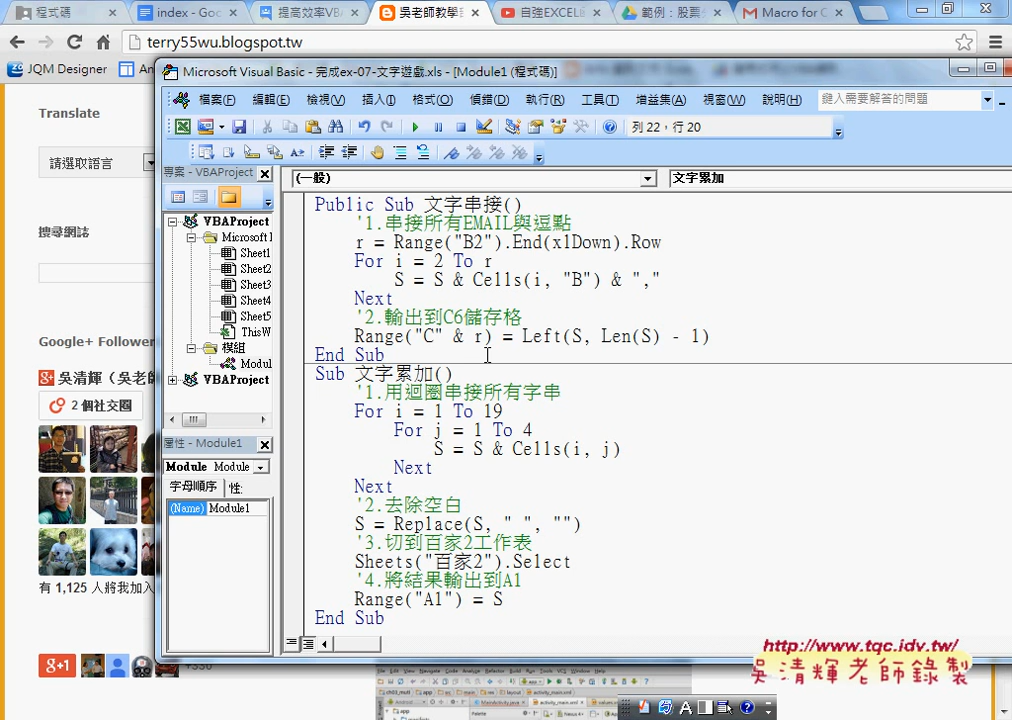 程式碼
index - Goo
提高效率VBA
吳老師教學
自強EXCEL
範例：股票
Macro for C
terry55wu.blogspot.tw
JQM Designer
An
Translate
請選取語言
搜尋網誌
Google+ Follower
吳清輝（吳老師
2 個社交圈
有 1,125 人將我加入
g+1
Microsoft Visual Basic - 完成ex-07-文字遊戲.xls - [Module1 (程式碼)]
檔案(F) 編輯(E) 檢視(V) 插入(I) 格式(O) 偵錯(D) 執行(R) 工具(T) 增益集(A) 視窗(W) 說明(H) 鍵入需要解答的問題
列 22，行 20
專案 - VBAProject
VBAProject
Microsoft
Sheet1
Sheet2
Sheet3
Sheet4
Sheet5
ThisW
模組
Modul
VBAProject
屬性 - Module1
Module Module
字母順序 性
(Name) Module1
(一般) 文字累加
Public Sub 文字串接()
'1.串接所有EMAIL與逗點
r = Range("B2").End(xlDown).Row
For i = 2 To r
S = S & Cells(i, "B") & ","
Next
'2.輸出到C6儲存格
Range("C" & r) = Left(S, Len(S) - 1)
End Sub
Sub 文字累加()
'1.用迴圈串接所有字串
For i = 1 To 19
For j = 1 To 4
S = S & Cells(i, j)
Next
Next
'2.去除空白
S = Replace(S, " ", "")
'3.切到百家2工作表
Sheets("百家2").Select
'4.將結果輸出到A1
Range("A1") = S
End Sub
http://www.tqc.idv.tw/
吳清輝老師錄製